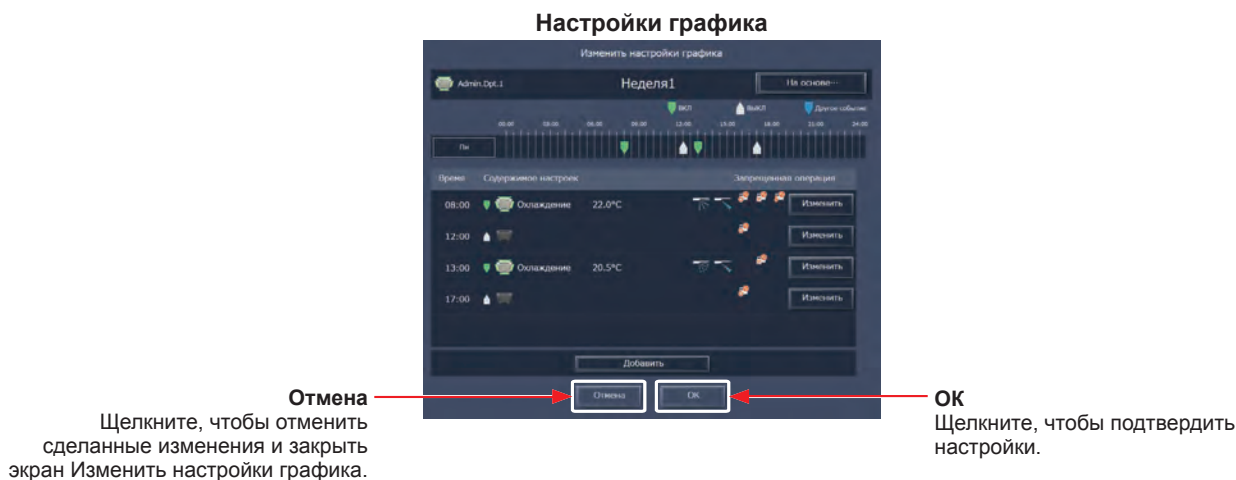 Настройки графика
Изменить настройки графика
Admin.Dpt.1 Неделя1 На основе···
ВКЛ ВЫКЛ Другое событие
00:00 03:00 06:00 09:00 12:00 15:00 18:00 21:00 24:00
Пн
Время Содержимое настроек Запрещенная операция
08:00 Охлаждение 22.0°C Изменить
12:00 Изменить
13:00 Охлаждение 20.5°C Изменить
17:00 Изменить
Добавить
Отмена OK
Отмена
Щелкните, чтобы отменить
сделанные изменения и закрыть
экран Изменить настройки графика.
ОК
Щелкните, чтобы подтвердить
настройки.